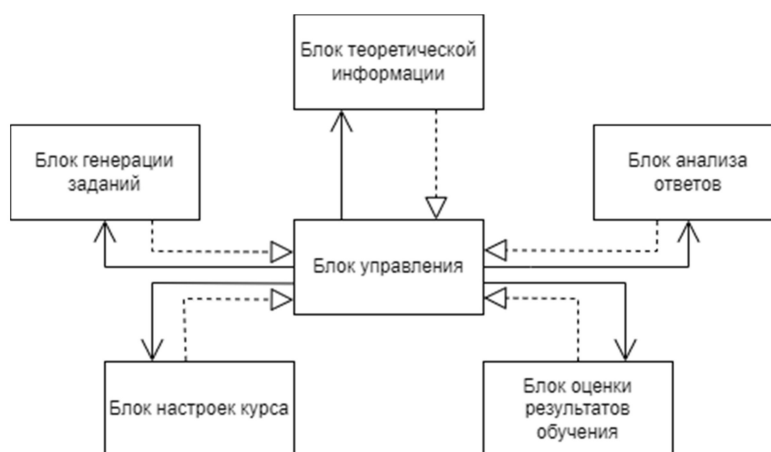 Блок теоретической
информации
Блок генерации
заданий
Блок анализа
ответов
Блок управления
Блок настроек курса
Блок оценки
результатов
обучения